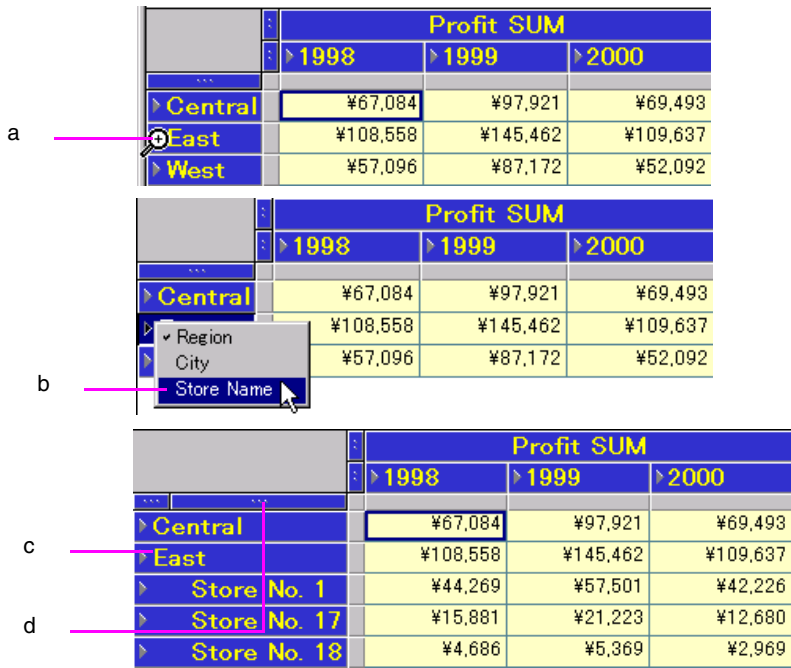 Profit SUM
1998 1999 2000
Central ¥67,084 ¥97,921 ¥69,493
a East ¥108,558 ¥145,462 ¥109,637
West ¥57,096 ¥87,172 ¥52,092
Profit SUM
1998 1999 2000
Central ¥67,084 ¥97,921 ¥69,493
¥108,558 ¥145,462 ¥109,637
Region
City ¥57,096 ¥87,172 ¥52,092
b Store Name
Profit SUM
1998 1999 2000
Central ¥67,084 ¥97,921 ¥69,493
c East ¥108,558 ¥145,462 ¥109,637
Store No. 1 ¥44,269 ¥57,501 ¥42,226
d Store No. 17 ¥15,881 ¥21,223 ¥12,680
Store No. 18 ¥4,686 ¥5,369 ¥2,969